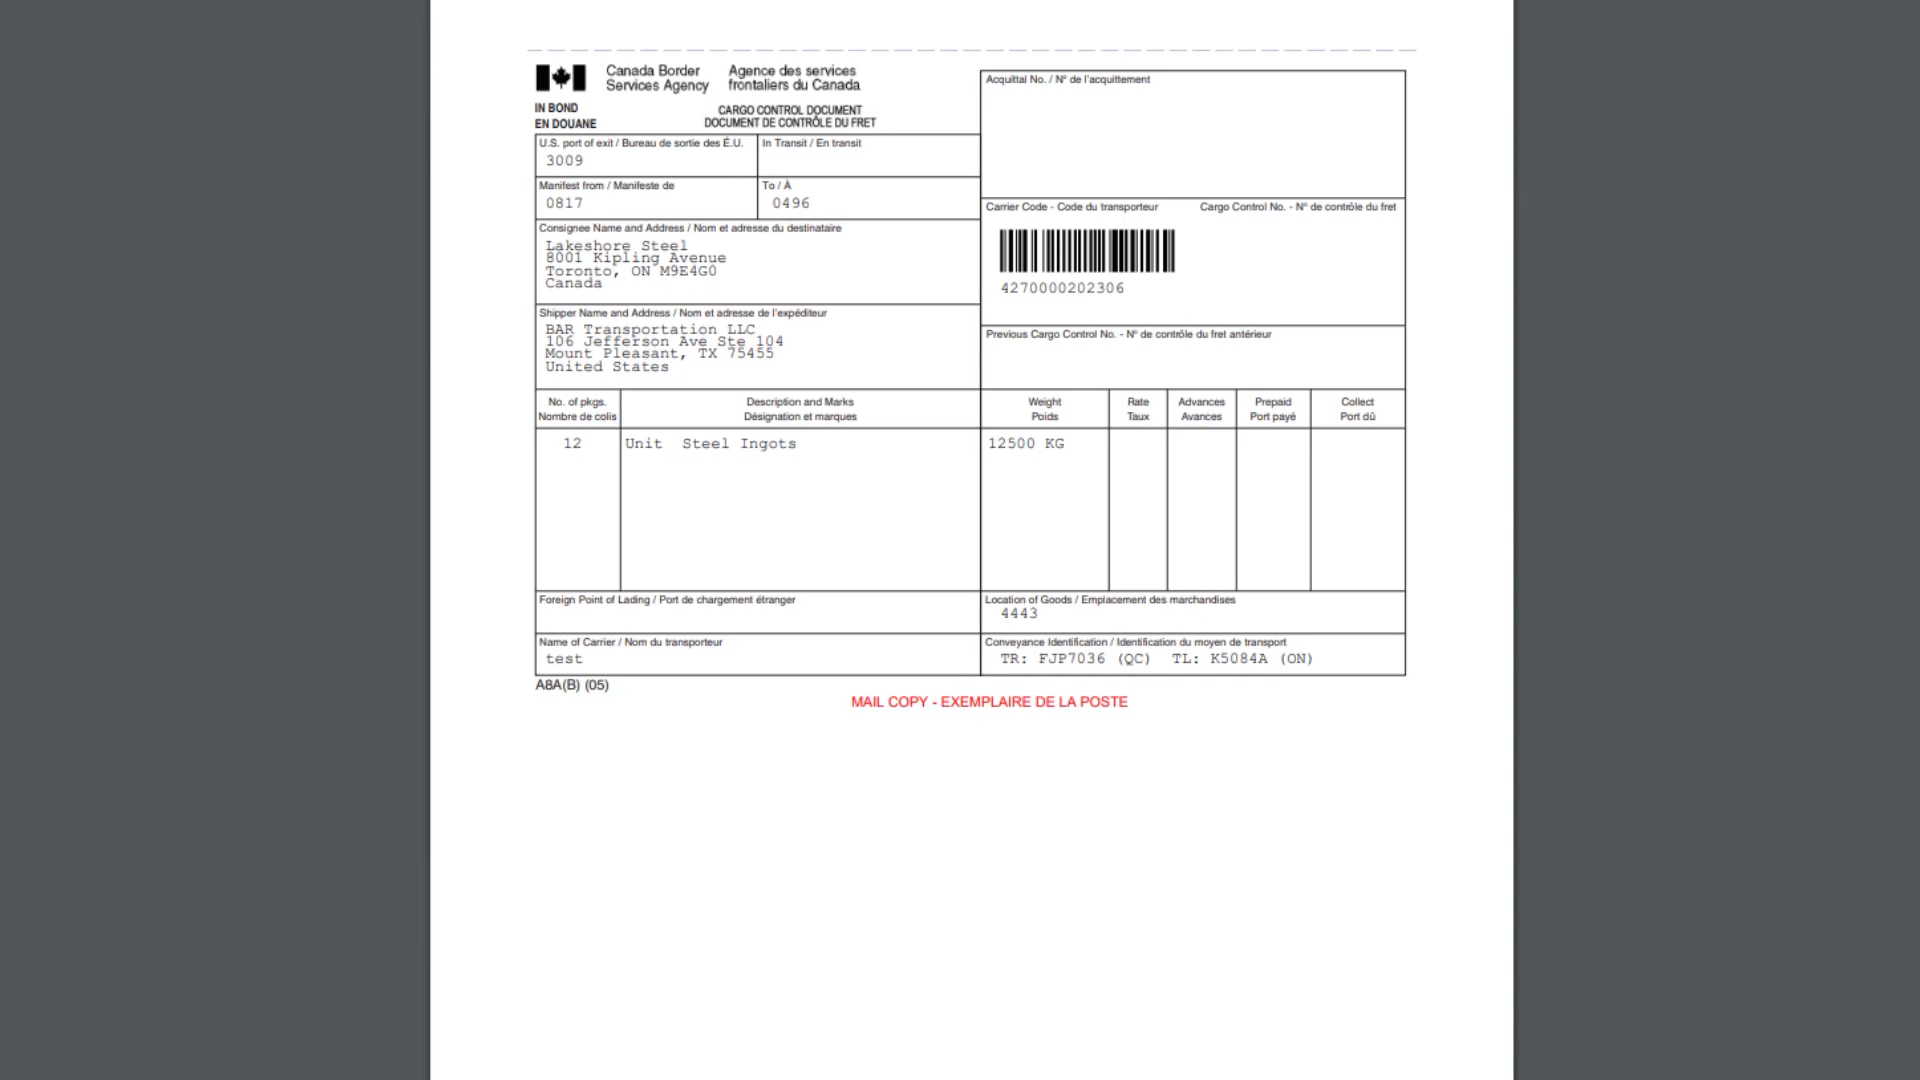 Canada Border Services Agency
Agence des services frontaliers du Canada
IN BOND
EN DOUANE
CARGO CONTROL DOCUMENT
DOCUMENT DE CONTRÔLE DU FRET
Acquittal No. / Nº de l'acquittement
U.S. port of exit / Bureau de sortie des É.U.
3009
In Transit / En transit
Manifest from / Manifeste de
0817
To / À
0496
Carrier Code - Code du transporteur
Cargo Control No. - Nº de contrôle du fret
4270000202306
Consignee Name and Address / Nom et adresse du destinataire
Lakeshore Steel
8001 Kipling Avenue
Toronto, ON M9E4G0
Canada
Shipper Name and Address / Nom et adresse de l'expéditeur
BAR Transportation LLC
106 Jefferson Ave Ste 104
Mount Pleasant, TX 75455
United States
Previous Cargo Control No. - Nº de contrôle du fret antérieur
No. of pkgs.
Nombre de colis
Description and Marks
Désignation et marques
Weight
Poids
Rate
Taux
Advances
Avances
Prepaid
Port payé
Collect
Port dû
12 Unit Steel Ingots 12500 KG
Foreign Point of Lading / Port de chargement étranger
Location of Goods / Emplacement des marchandises
4443
Name of Carrier / Nom du transporteur
test
Conveyance Identification / Identification du moyen de transport
TR: FJP7036 (QC) TL: K5084A (ON)
A8A(B) (05)
MAIL COPY - EXEMPLAIRE DE LA POSTE